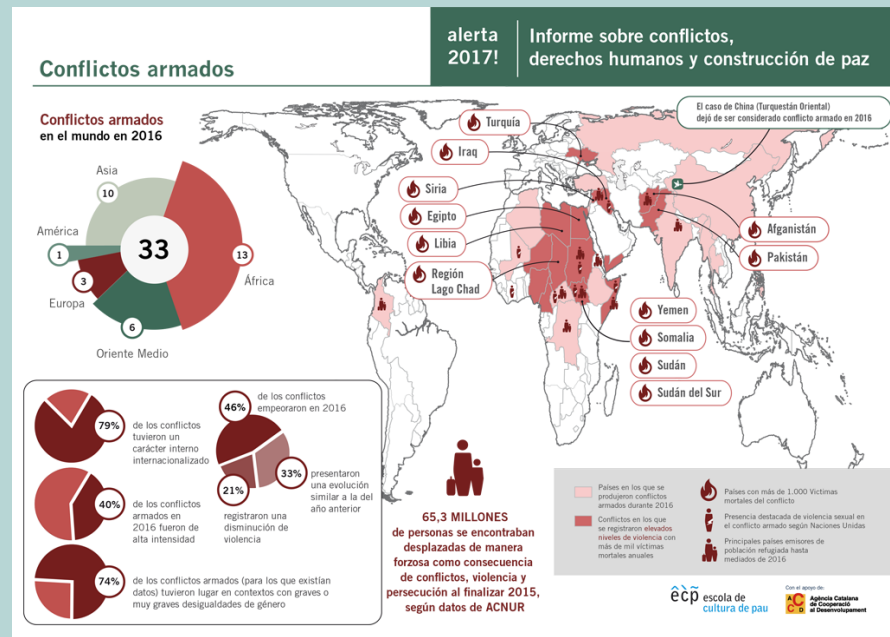 alerta
2017!
Informe sobre conflictos,
derechos humanos y construcción de paz
Conflictos armados
Conflictos armados
en el mundo en 2016
Asia
10
América
1
3
Europa
6
Oriente Medio
33
13
África
El caso de China (Turquestán Oriental)
dejó de ser considerado conflicto armado en 2016
Turquía
Iraq
Siria
Egipto
Libia
Región
Lago Chad
Afganistán
Pakistán
Yemen
Somalia
Sudán
Sudán del Sur
79%
de los conflictos
tuvieron un
carácter interno
internacionalizado
40%
de los conflictos
armados en
2016 fueron de
alta intensidad
74%
de los conflictos armados (para los que existían
datos) tuvieron lugar en contextos con graves o
muy graves desigualdades de género
46%
de los conflictos
empeoraron en 2016
33%
presentaron
una evolución
similar a la del
año anterior
21%
registraron una
disminución de
violencia
65,3 MILLONES
de personas se encontraban
desplazadas de manera
forzosa como consecuencia
de conflictos, violencia y
persecución al finalizar 2015,
según datos de ACNUR
Países en los que se
produjeron conflictos
armados durante 2016
Conflictos en los que
se registraron elevados
niveles de violencia con
más de mil víctimas
mortales anuales
Países con más de 1.000 Víctimas
mortales del conflicto
Presencia destacada de violencia sexual en
el conflicto armado según Naciones Unidas
Principales países emisores de
población refugiada hasta
mediados de 2016
ecp escola de
cultura de pau
Con el apoyo de:
ACCD
Agència Catalana
de Cooperació
al Desenvolupament